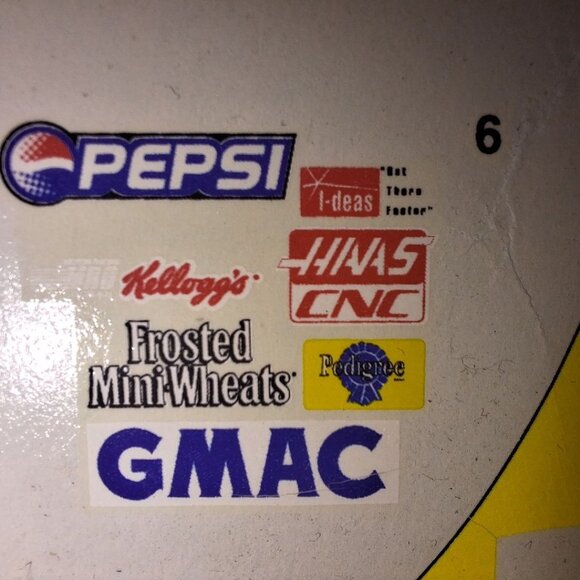 6
PEPSI
I-deas
"Get
There
Faster"
HAAS
CNC
Kellogg's
Frosted
Mini-Wheats
Pedigree
GMAC